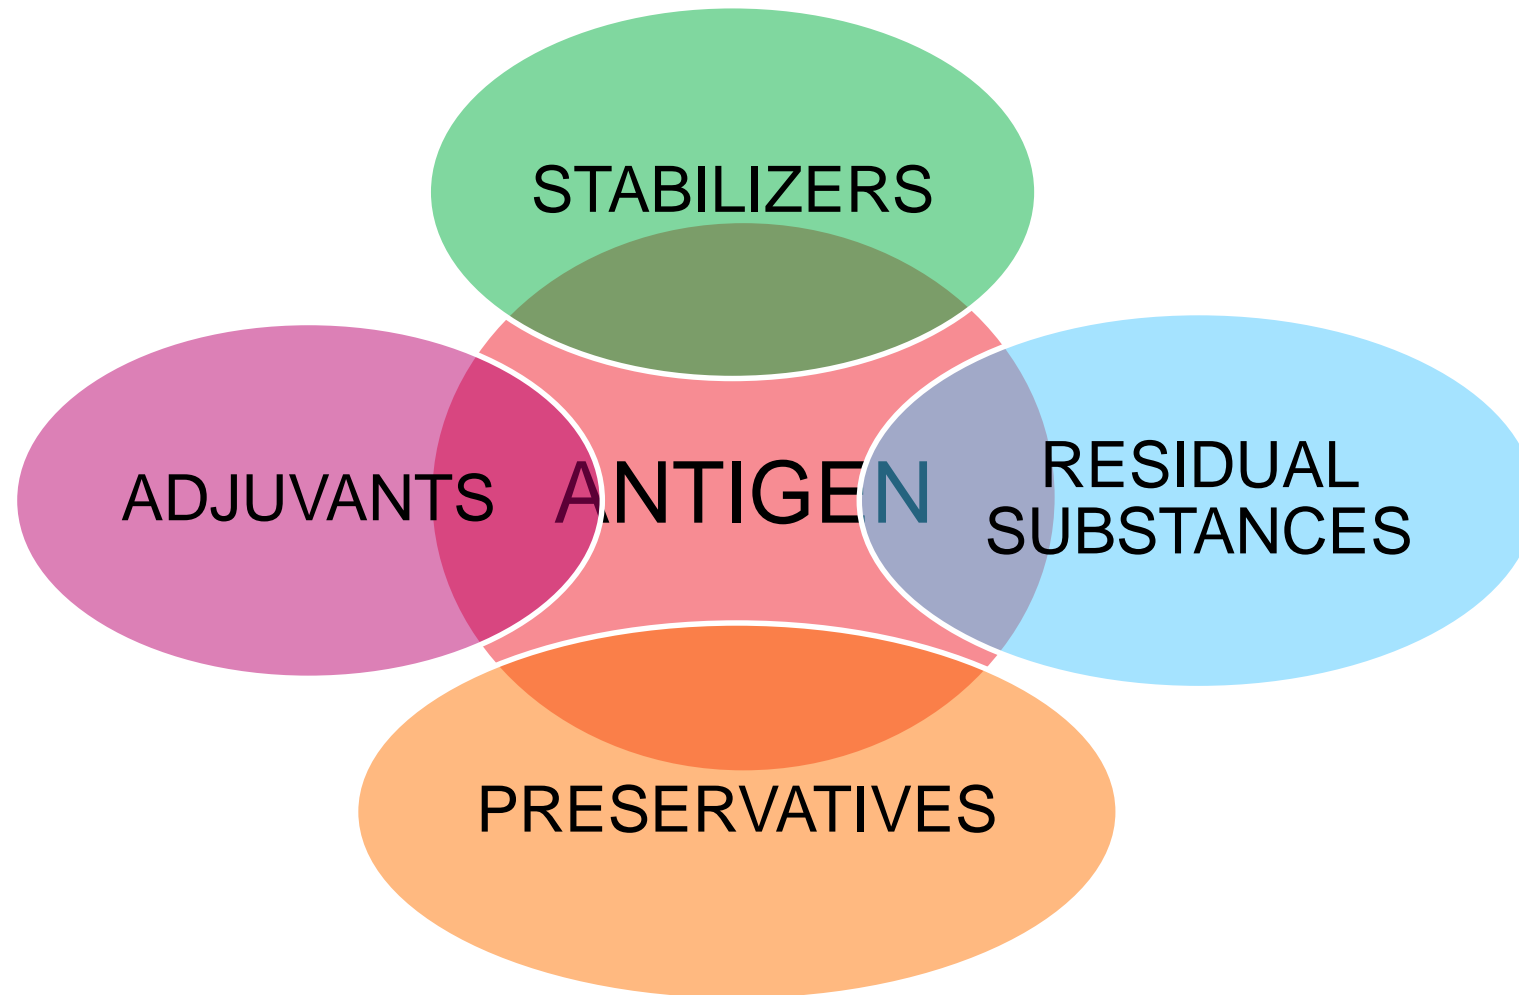 STABILIZERS
ADJUVANTS
ANTIGEN
RESIDUAL
SUBSTANCES
PRESERVATIVES